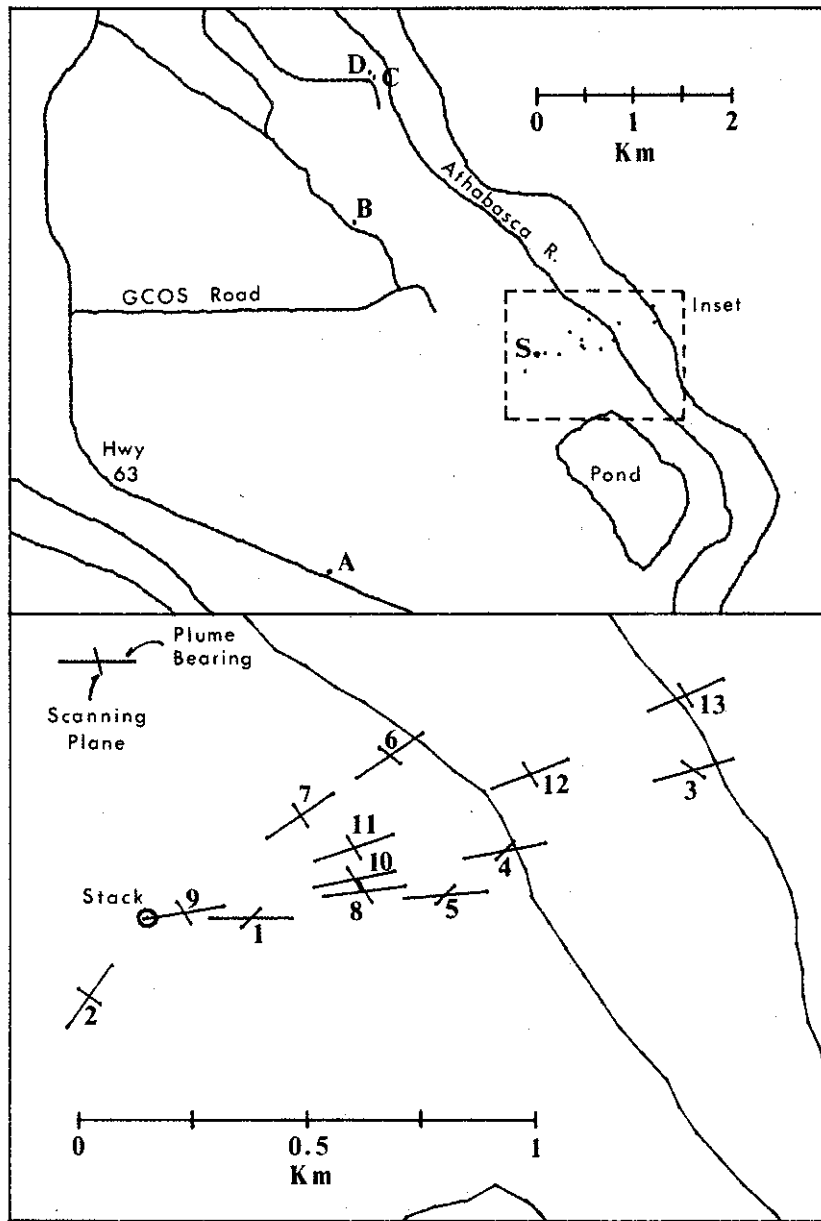 D C
0 1 2
Km
Athabasca R.
B
GCOS Road
Inset
S
Hwy
63
Pond
A
Plume
Bearing
Scanning
Plane
13
6
12
3
7
11
4
10
Stack
9
8
5
1
2
0 0.5 1
Km